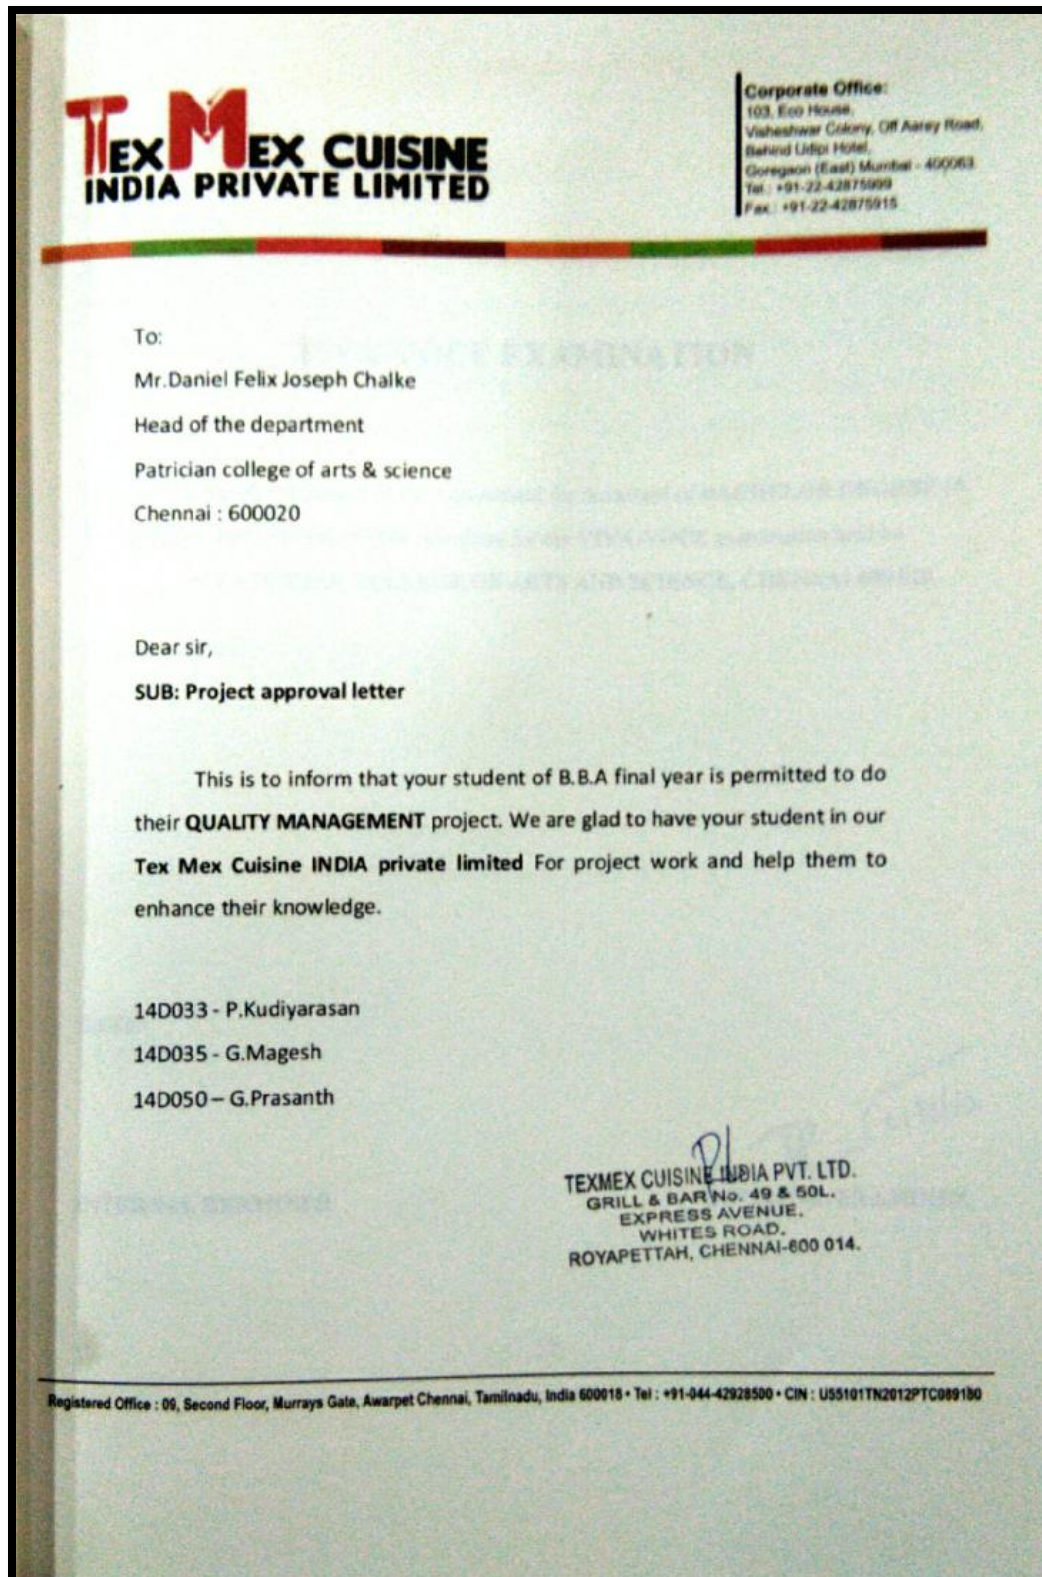 TEX MEX CUISINE
INDIA PRIVATE LIMITED
Corporate Office:
103, Eco House,
Visheshwar Colony, Off Aarey Road,
Behind Udipi Hotel,
Goregaon (East) Mumbai - 400063
Tel : +91-22-42875999
Fax : +91-22-42875915
To:
Mr.Daniel Felix Joseph Chalke
Head of the department
Patrician college of arts & science
Chennai : 600020
Dear sir,
SUB: Project approval letter
This is to inform that your student of B.B.A final year is permitted to do
their QUALITY MANAGEMENT project. We are glad to have your student in our
Tex Mex Cuisine INDIA private limited For project work and help them to
enhance their knowledge.
14D033 - P.Kudiyarasan
14D035 - G.Magesh
14D050 – G.Prasanth
TEXMEX CUISINE INDIA PVT. LTD.
GRILL & BAR No. 49 & 50L.
EXPRESS AVENUE.
WHITES ROAD.
ROYAPETTAH, CHENNAI-600 014.
Registered Office : 09, Second Floor, Murrays Gate, Awarpet Chennai, Tamilnadu, India 600018 • Tel : +91-044-42928500 • CIN : U55101TN2012PTC089180